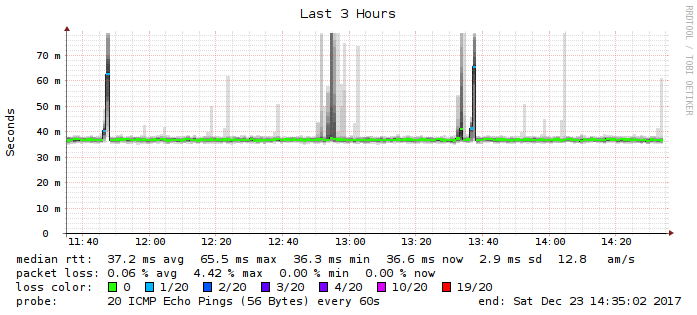 Last 3 Hours
RRDTOOL / TOBI OETIKER
Seconds
70 m
60 m
50 m
40 m
30 m
20 m
10 m
0
11:40 12:00 12:20 12:40 13:00 13:20 13:40 14:00 14:20
median rtt: 37.2 ms avg 65.5 ms max 36.3 ms min 36.6 ms now 2.9 ms sd 12.8 am/s
packet loss: 0.06 % avg 4.42 % max 0.00 % min 0.00 % now
loss color: 0 1/20 2/20 3/20 4/20 10/20 19/20
probe: 20 ICMP Echo Pings (56 Bytes) every 60s end: Sat Dec 23 14:35:02 2017